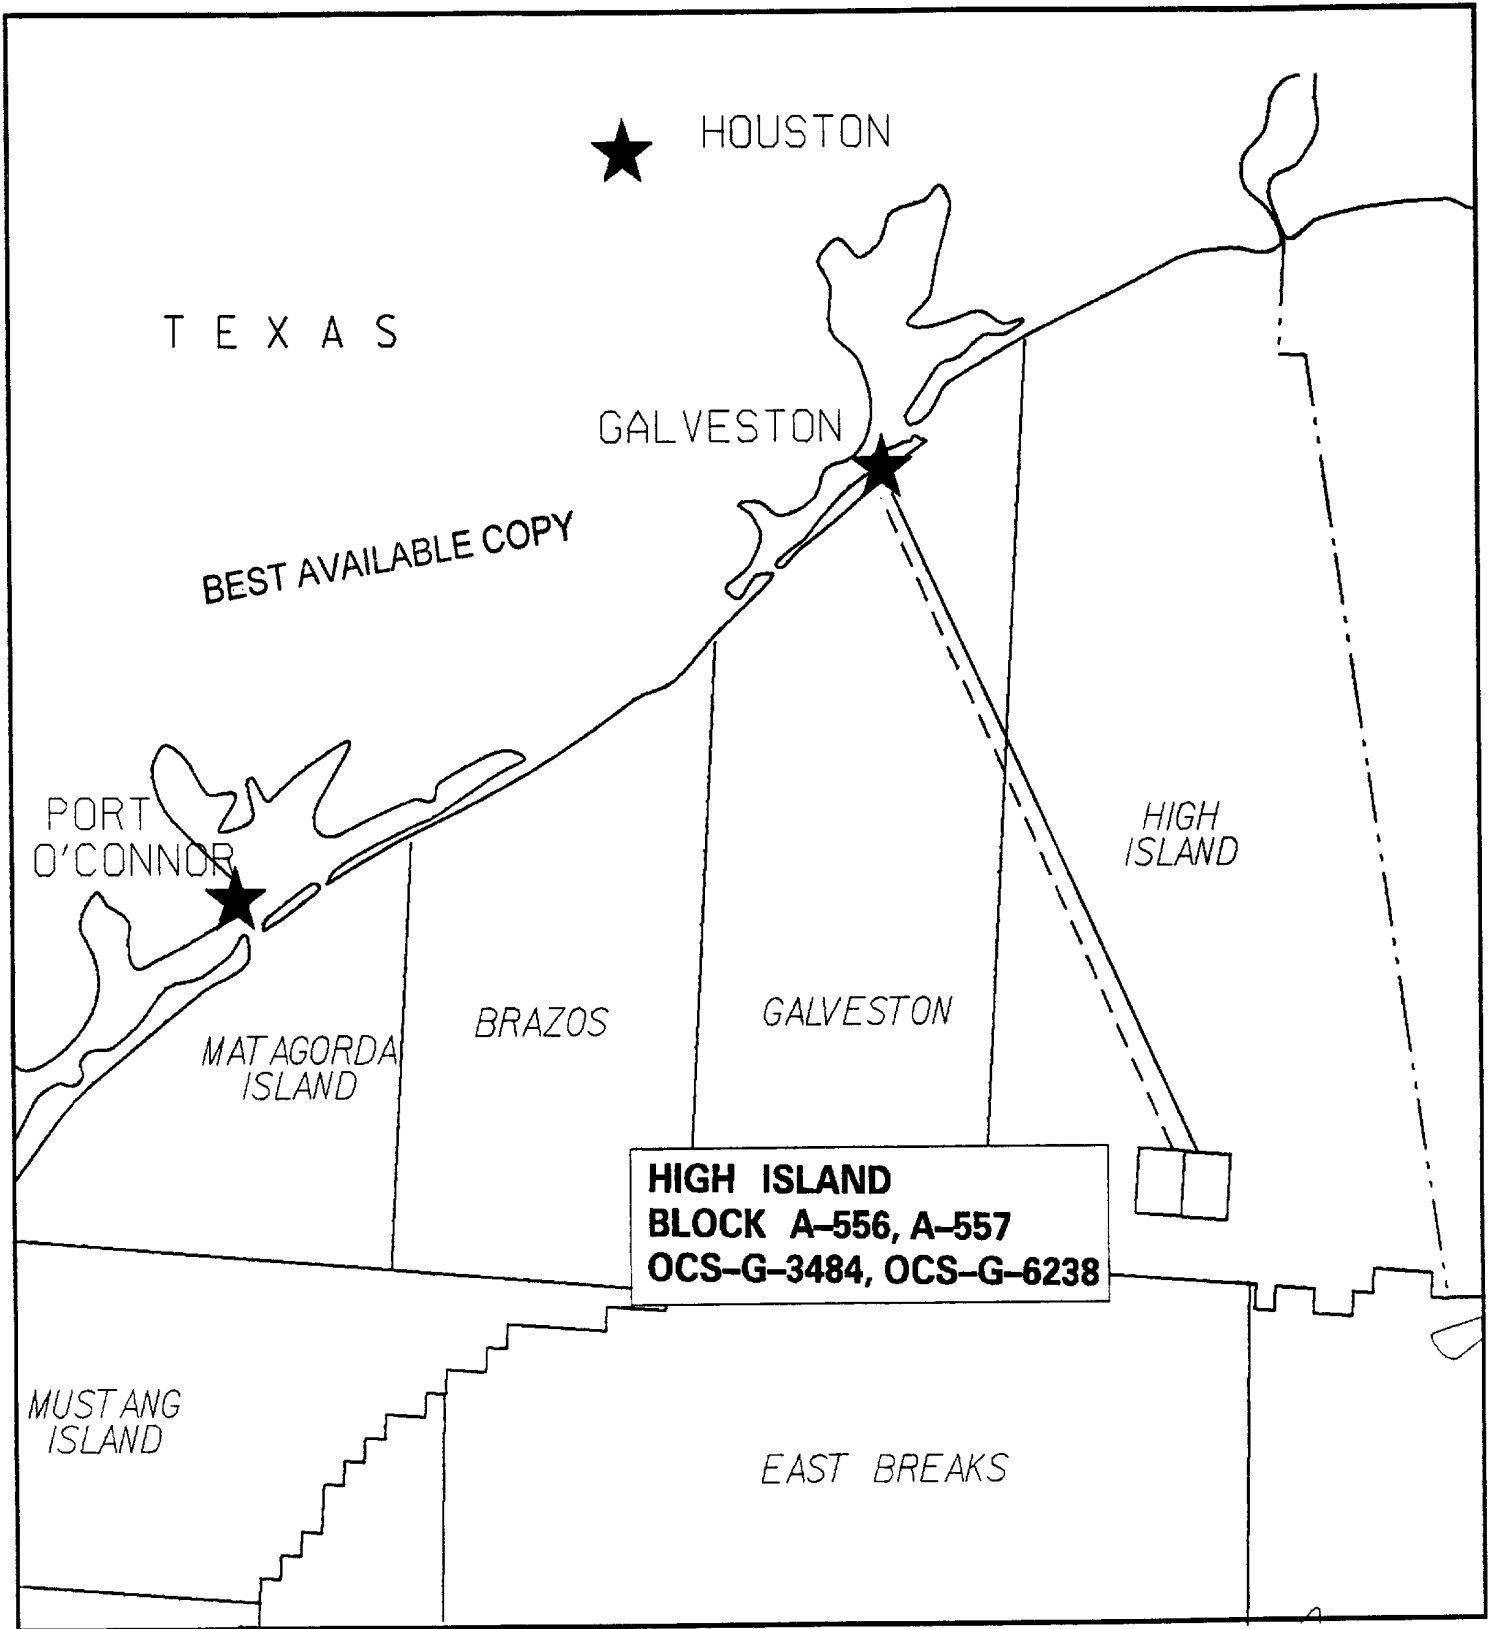 HOUSTON
T E X A S
GALVESTON
BEST AVAILABLE COPY
PORT
O'CONNOR
HIGH
ISLAND
BRAZOS
GALVESTON
MATAGORDA
ISLAND
HIGH ISLAND
BLOCK A-556, A-557
OCS-G-3484, OCS-G-6238
MUSTANG
ISLAND
EAST BREAKS